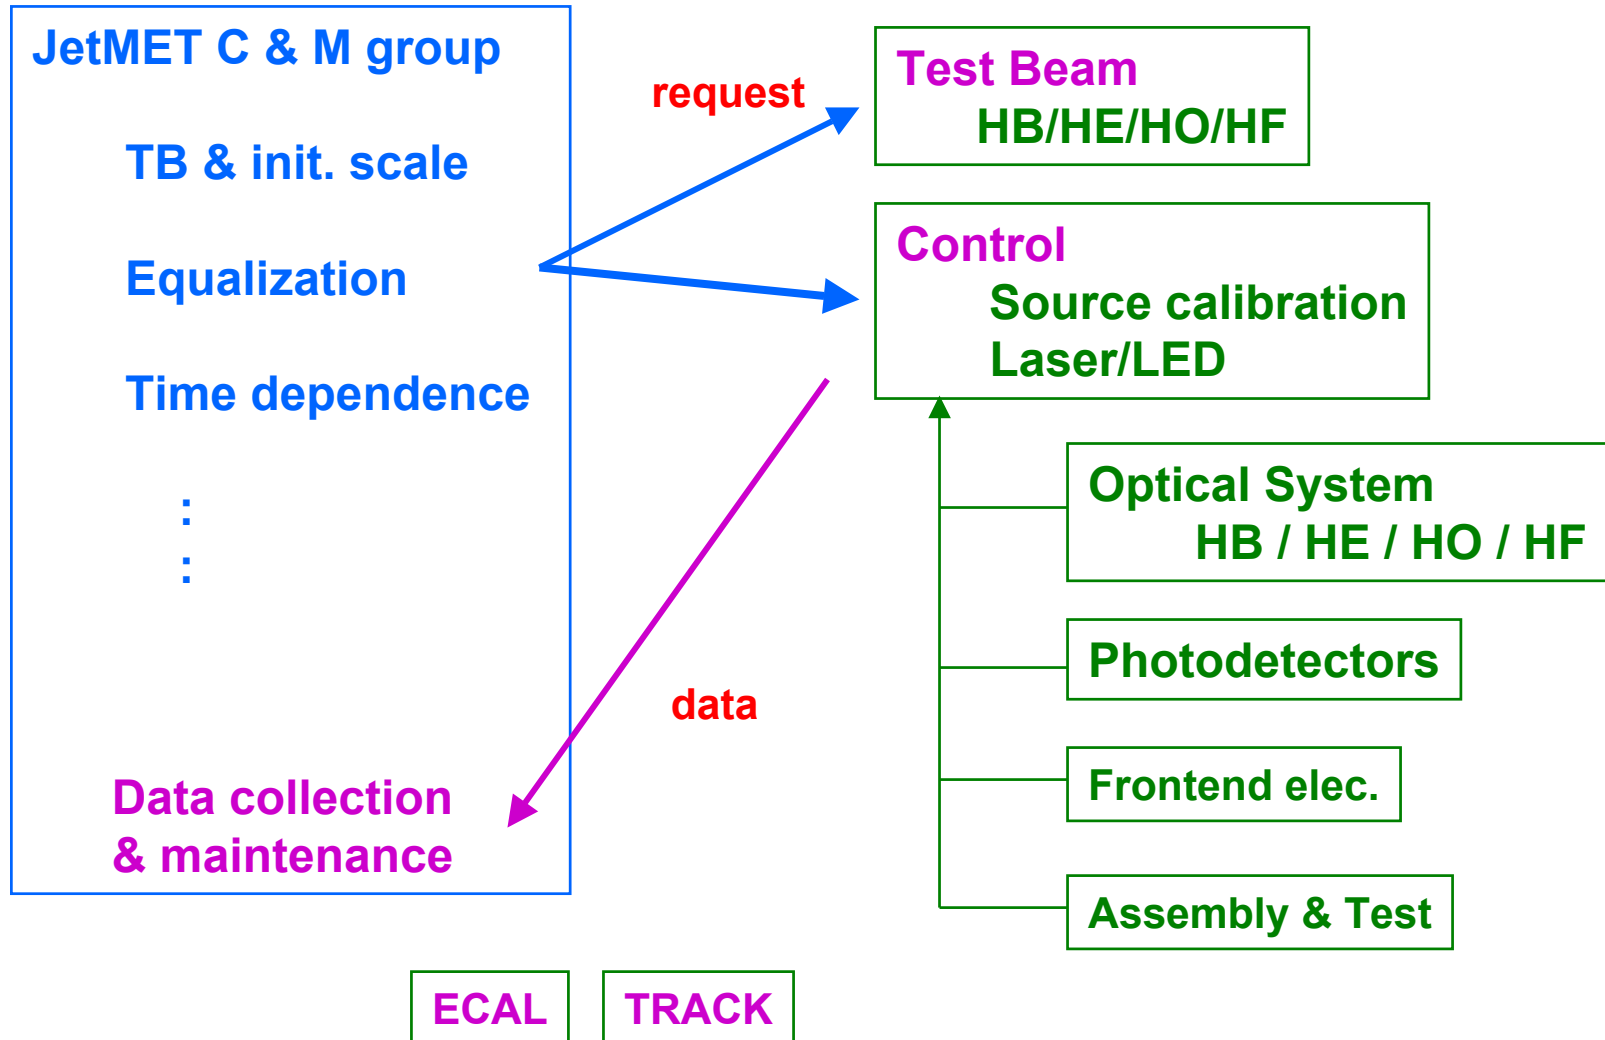 JetMET C & M group
TB & init. scale
Equalization
Time dependence
:
:
Data collection
& maintenance
request
data
Test Beam
HB/HE/HO/HF
Control
Source calibration
Laser/LED
Optical System
HB / HE / HO / HF
Photodetectors
Frontend elec.
Assembly & Test
ECAL
TRACK